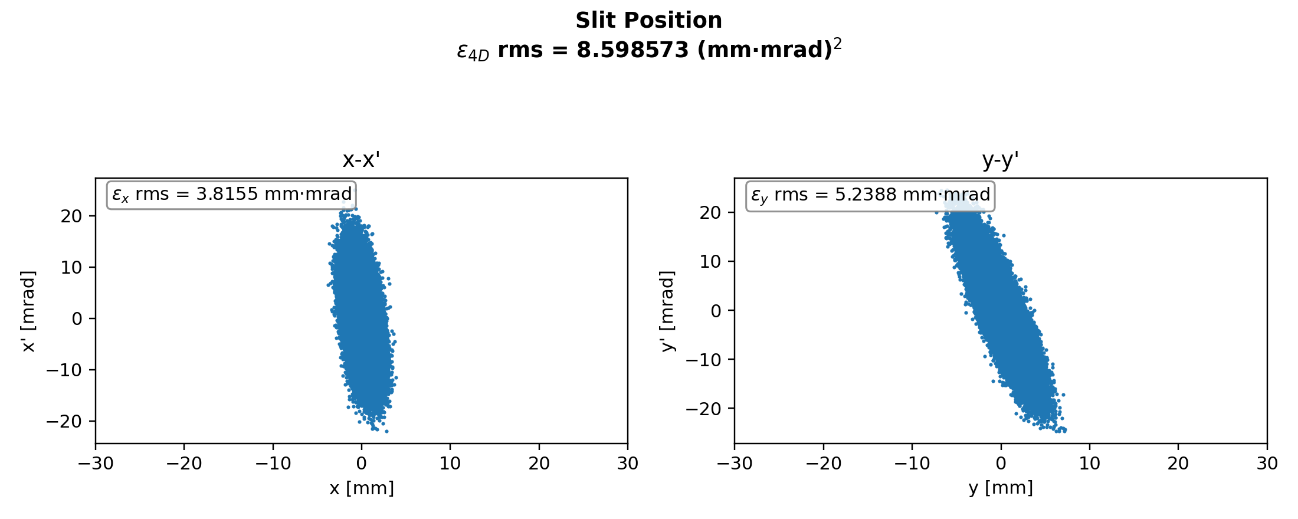 Slit Position
ε4D rms = 8.598573 (mm·mrad)²
x-x'
εx rms = 3.8155 mm·mrad
20
10
0
−10
−20
x' [mrad]
−30
−20
−10
0
10
20
30
x [mm]
y-y'
εy rms = 5.2388 mm·mrad
20
10
0
−10
−20
y' [mrad]
−30
−20
−10
0
10
20
30
y [mm]